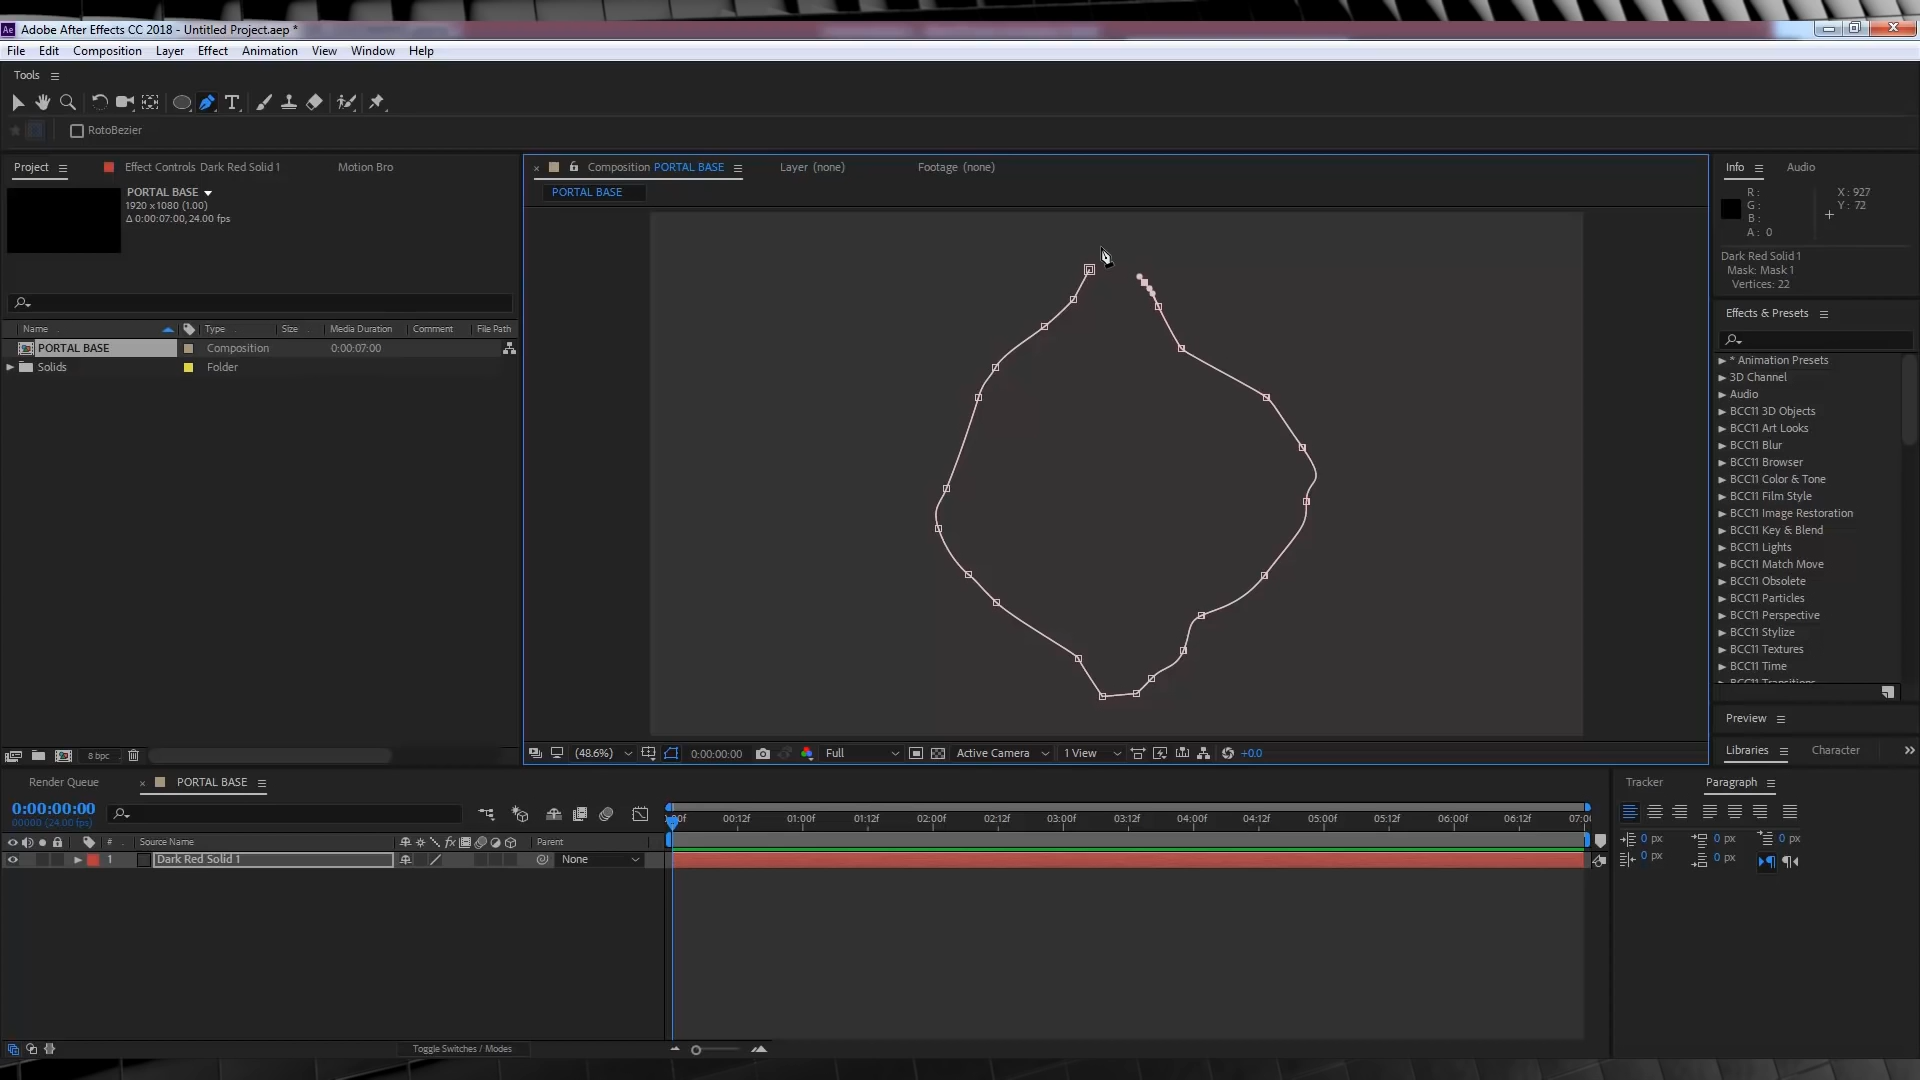 Adobe After Effects CC 2018 - Untitled Project.aep *
File Edit Composition Layer Effect Animation View Window Help
Tools
RotoBezier
Project Effect Controls Dark Red Solid 1 Motion Bro
PORTAL BASE
1920 x1080 (1.00)
Δ 0:00:07:00, 24.00 fps
Name Type Size Media Duration Comment File Path
PORTAL BASE Composition 0:00:07:00
Solids Folder
8 bpc
Composition PORTAL BASE Layer (none) Footage (none)
PORTAL BASE
(48.6%) 0:00:00:00 Full Active Camera 1 View +0.0
Info Audio
R : X : 927
G : Y : 72
B :
A : 0
Dark Red Solid 1
Mask: Mask 1
Vertices: 22
Effects & Presets
* Animation Presets
3D Channel
Audio
BCC11 3D Objects
BCC11 Art Looks
BCC11 Blur
BCC11 Browser
BCC11 Color & Tone
BCC11 Film Style
BCC11 Image Restoration
BCC11 Key & Blend
BCC11 Lights
BCC11 Match Move
BCC11 Obsolete
BCC11 Particles
BCC11 Perspective
BCC11 Stylize
BCC11 Textures
BCC11 Time
BCC11 Transitions
Preview
Libraries Character
Render Queue PORTAL BASE
0:00:00:00
00000 (24.00 fps)
:00f 00:12f 01:00f 01:12f 02:00f 02:12f 03:00f 03:12f 04:00f 04:12f 05:00f 05:12f 06:00f 06:12f 07:0
# Source Name Parent
1 Dark Red Solid 1 None
Toggle Switches / Modes
Tracker Paragraph
0 px 0 px 0 px
0 px 0 px